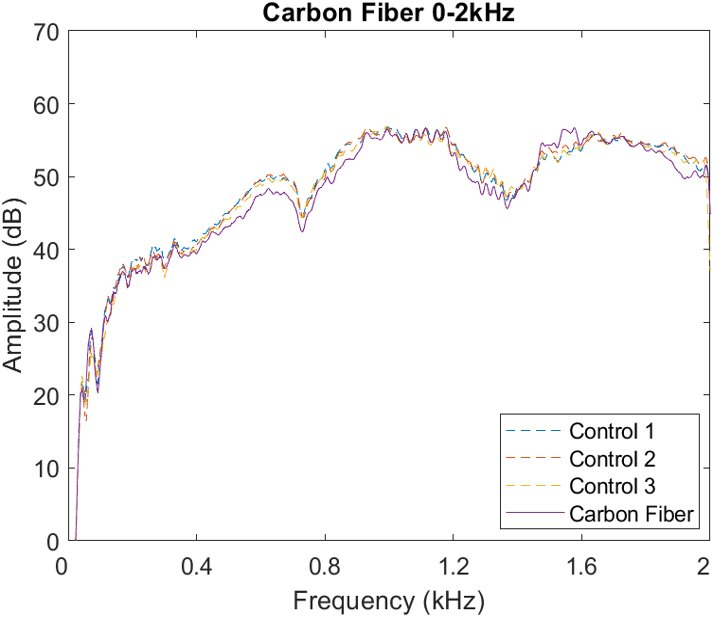 Carbon Fiber 0-2kHz
70
60
50
40
30
20
10
0
Amplitude (dB)
0 0.4 0.8 1.2 1.6 2
Frequency (kHz)
Control 1
Control 2
Control 3
Carbon Fiber